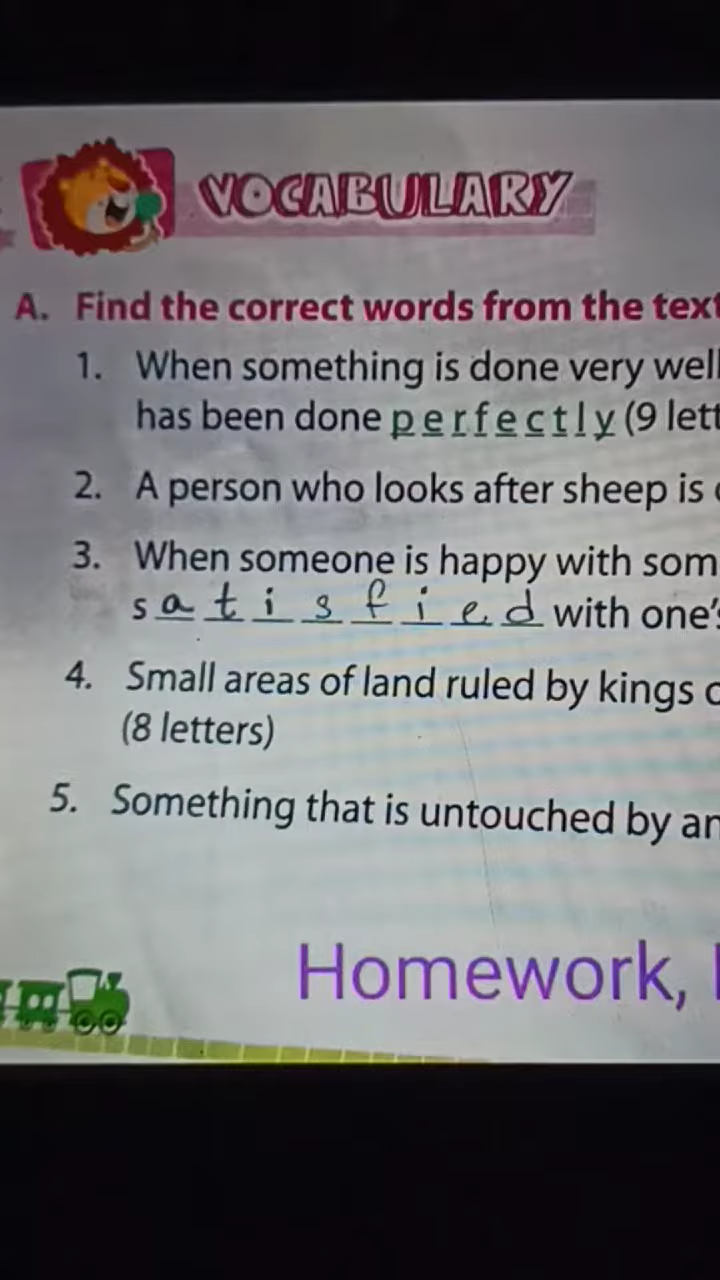 VOCABULARY
A. Find the correct words from the text
1. When something is done very well
has been done perfectly (9 lett
2. A person who looks after sheep is
3. When someone is happy with som
satisfied with one's
4. Small areas of land ruled by kings
(8 letters)
5. Something that is untouched by an
Homework,